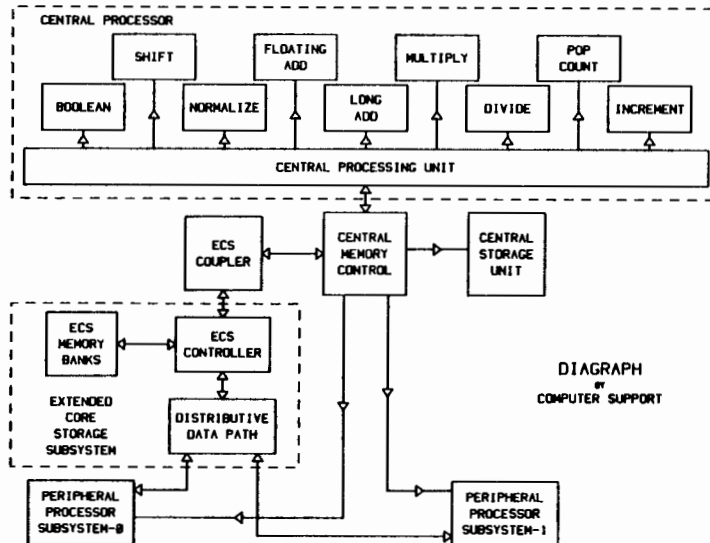 CENTRAL PROCESSOR
SHIFT
FLOATING
ADD
MULTIPLY
POP
COUNT
BOOLEAN
NORMALIZE
LONG
ADD
DIVIDE
INCREMENT
CENTRAL PROCESSING UNIT
ECS
COUPLER
CENTRAL
MEMORY
CONTROL
CENTRAL
STORAGE
UNIT
ECS
MEMORY
BANKS
ECS
CONTROLLER
EXTENDED
CORE
STORAGE
SUBSYSTEM
DISTRIBUTIVE
DATA PATH
DIAGRAPH
BY
COMPUTER SUPPORT
PERIPHERAL
PROCESSOR
SUBSYSTEM-0
PERIPHERAL
PROCESSOR
SUBSYSTEM-1